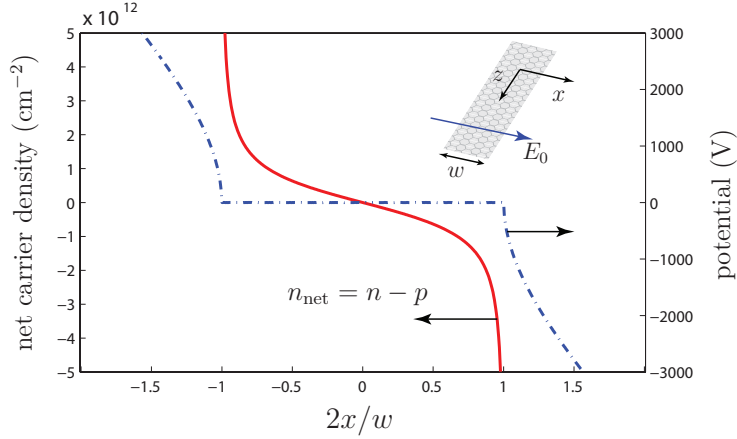 x 10^12
5
4
3
2
1
0
−1
−2
−3
−4
−5
net carrier density (cm^−2)
−1.5
−1
−0.5
0
0.5
1
1.5
2x/w
3000
2000
1000
0
−1000
−2000
−3000
potential (V)
z
x
E_0
w
n_net = n − p